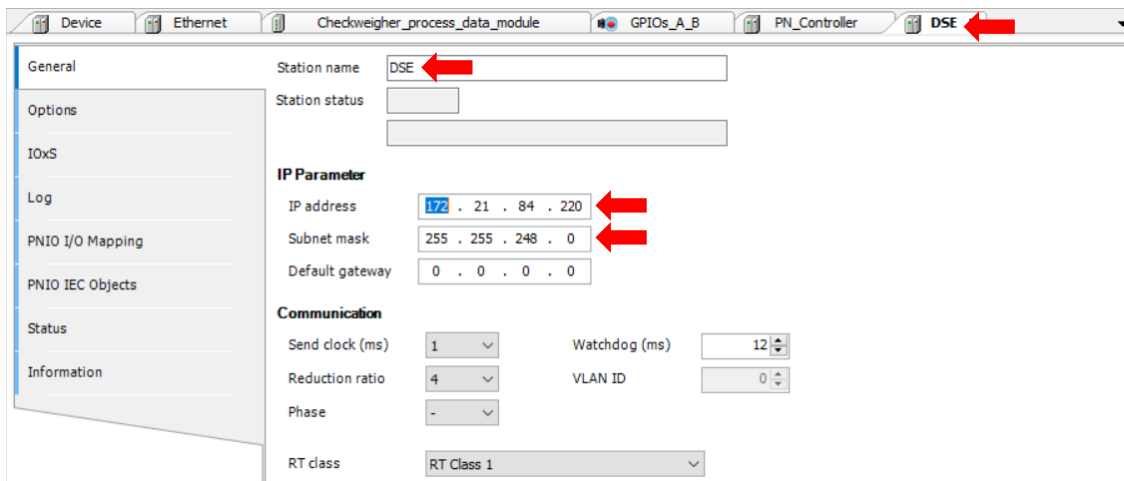 Device Ethernet Checkweigher_process_data_module GPIOs_A_B PN_Controller DSE
General
Options
IOxS
Log
PNIO I/O Mapping
PNIO IEC Objects
Status
Information
Station name DSE
Station status
IP Parameter
IP address 172 . 21 . 84 . 220
Subnet mask 255 . 255 . 248 . 0
Default gateway 0 . 0 . 0 . 0
Communication
Send clock (ms) 1 Watchdog (ms) 12
Reduction ratio 4 VLAN ID 0
Phase -
RT class RT Class 1